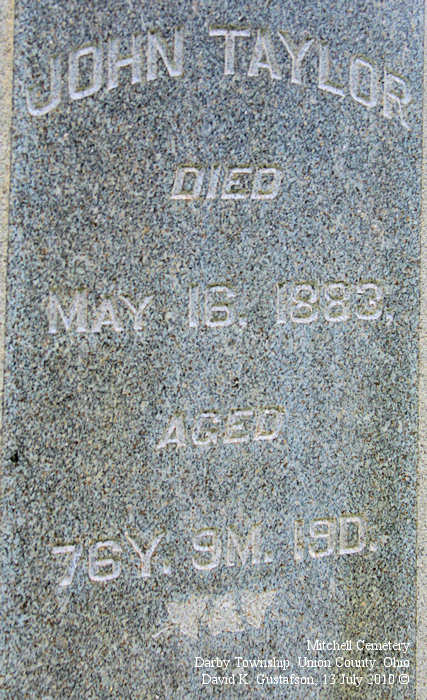 JOHN TAYLOR
DIED
MAY 16, 1883.
AGED
76Y. 9M. 19D.
Mitchell Cemetery
Darby Township, Union County, Ohio
David K. Gustafson, 13 July 2010 ©